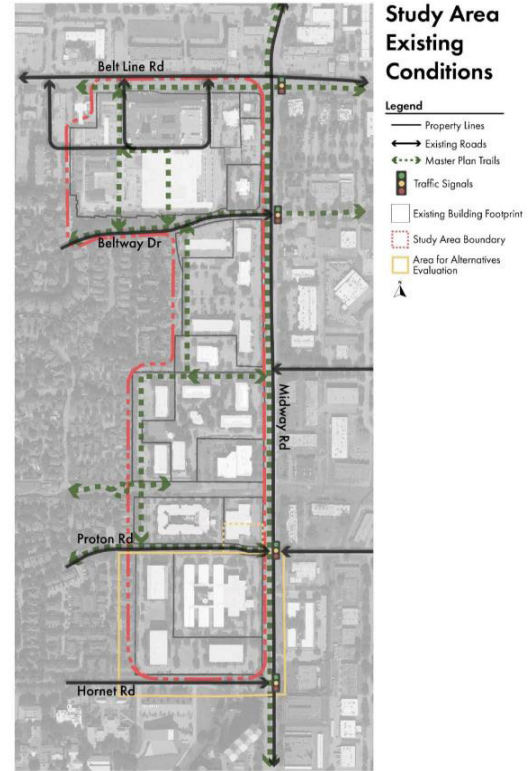 Study Area
Existing
Conditions
Legend
Property Lines
Existing Roads
Master Plan Trails
Traffic Signals
Existing Building Footprint
Study Area Boundary
Area for Alternatives
Evaluation
Belt Line Rd
Beltway Dr
Midway Rd
Proton Rd
Hornet Rd